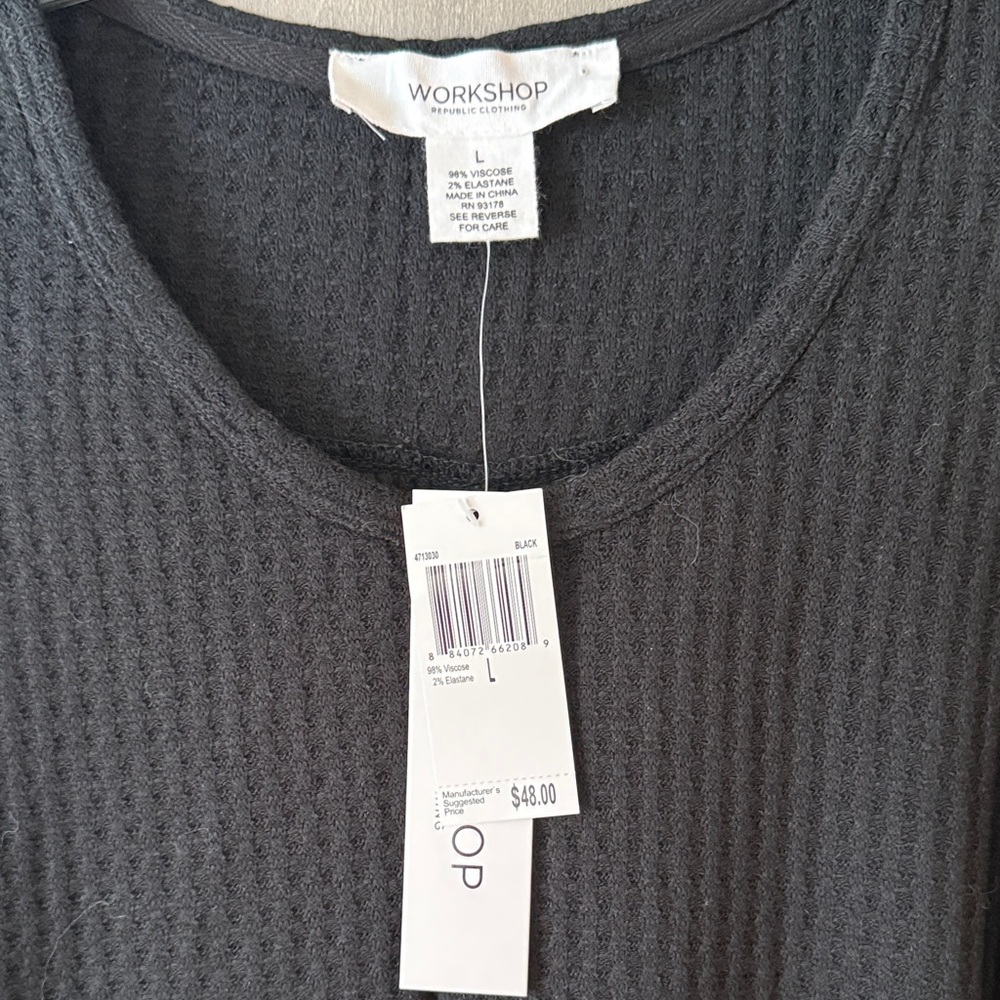 WORKSHOP
REPUBLIC CLOTHING
L
98% VISCOSE
2% ELASTANE
MADE IN CHINA
RN 93178
SEE REVERSE
FOR CARE
4713030 BLACK
8 84072 66208 9
98% Viscose
2% Elastane
L
Manufacturer's
Suggested
Price
$48.00
OP